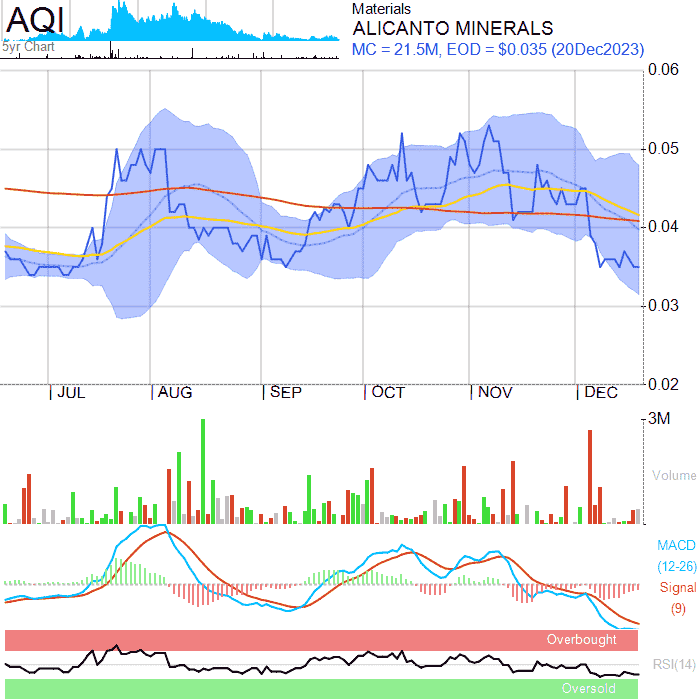 AQI
5yr Chart
Materials
ALICANTO MINERALS
MC = 21.5M, EOD = $0.035 (20Dec2023)
0.06
0.05
0.04
0.03
0.02
JUL AUG SEP OCT NOV DEC
3M
Volume
MACD
(12-26)
Signal
(9)
Overbought
RSI(14)
Oversold